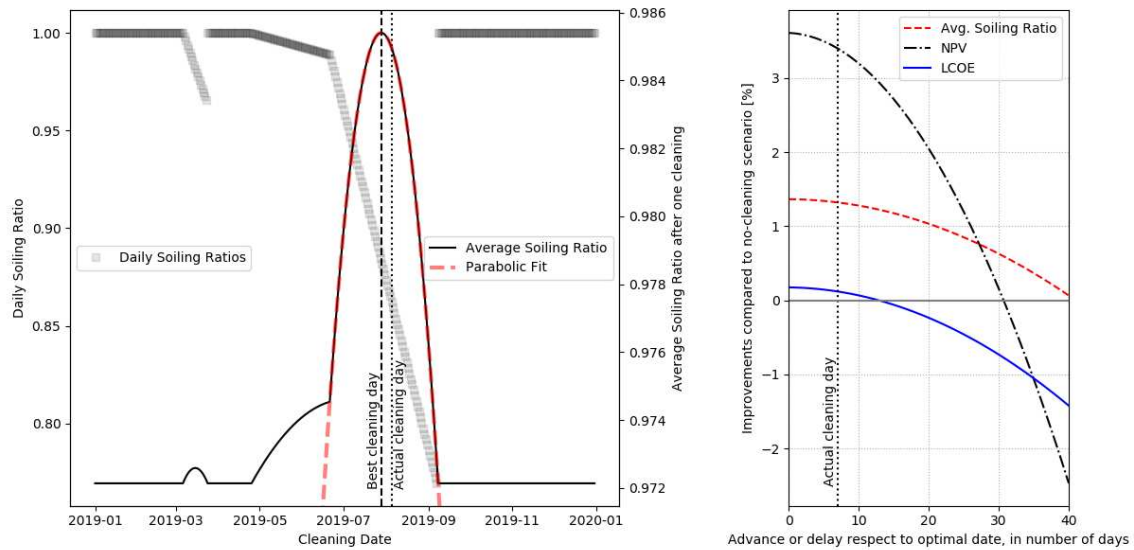 1.00
0.95
0.90
0.85
0.80
Daily Soiling Ratio
Daily Soiling Ratios
Average Soiling Ratio
Parabolic Fit
Best cleaning day
Actual cleaning day
0.986
0.984
0.982
0.980
0.978
0.976
0.974
0.972
Average Soiling Ratio after one cleaning
2019-01 2019-03 2019-05 2019-07 2019-09 2019-11 2020-01
Cleaning Date
Improvements compared to no-cleaning scenario [%]
3
2
1
0
−1
−2
Avg. Soiling Ratio
NPV
LCOE
Actual cleaning day
0 10 20 30 40
Advance or delay respect to optimal date, in number of days